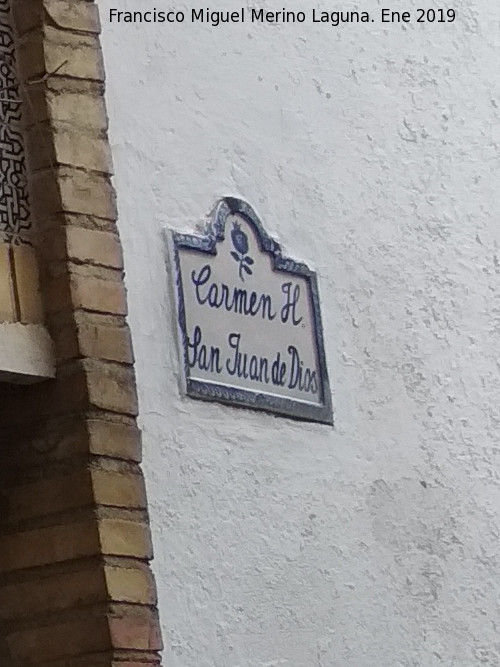 Francisco Miguel Merino Laguna. Ene 2019
Carmen H.
San Juan de Dios